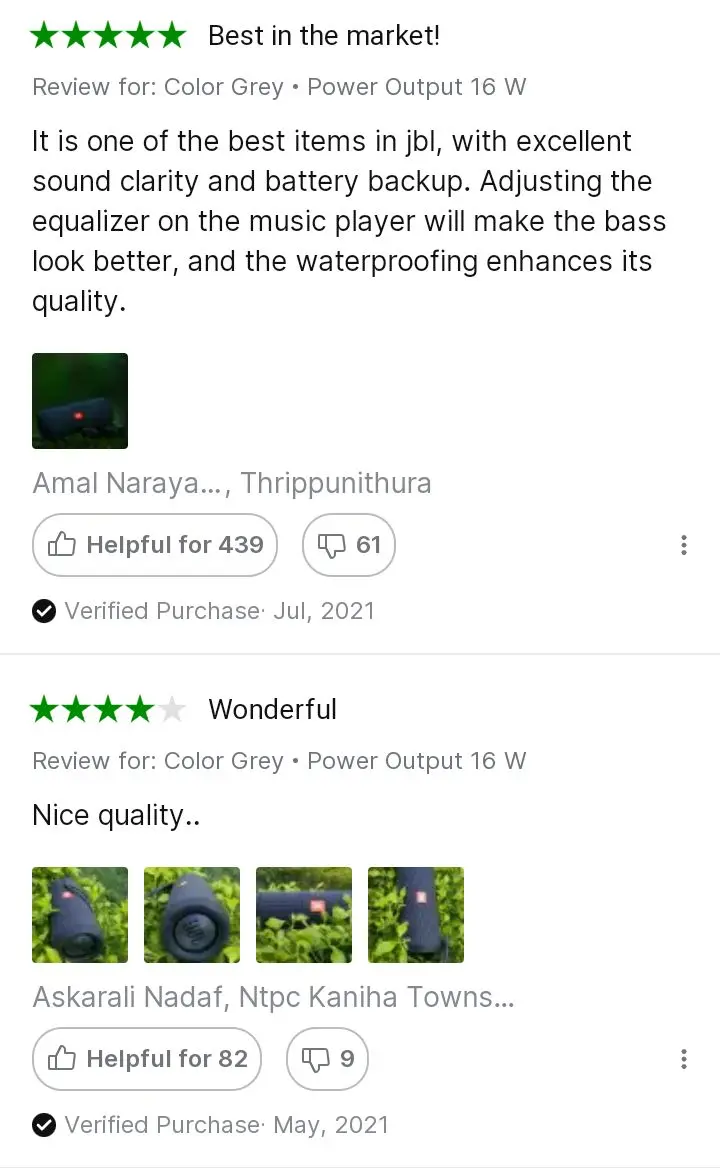 Best in the market!
Review for: Color Grey • Power Output 16 W
It is one of the best items in jbl, with excellent
sound clarity and battery backup. Adjusting the
equalizer on the music player will make the bass
look better, and the waterproofing enhances its
quality.
Amal Naraya..., Thrippunithura
Helpful for 439 61
Verified Purchase· Jul, 2021
Wonderful
Review for: Color Grey • Power Output 16 W
Nice quality..
JBL
Askarali Nadaf, Ntpc Kaniha Towns...
Helpful for 82 9
Verified Purchase· May, 2021